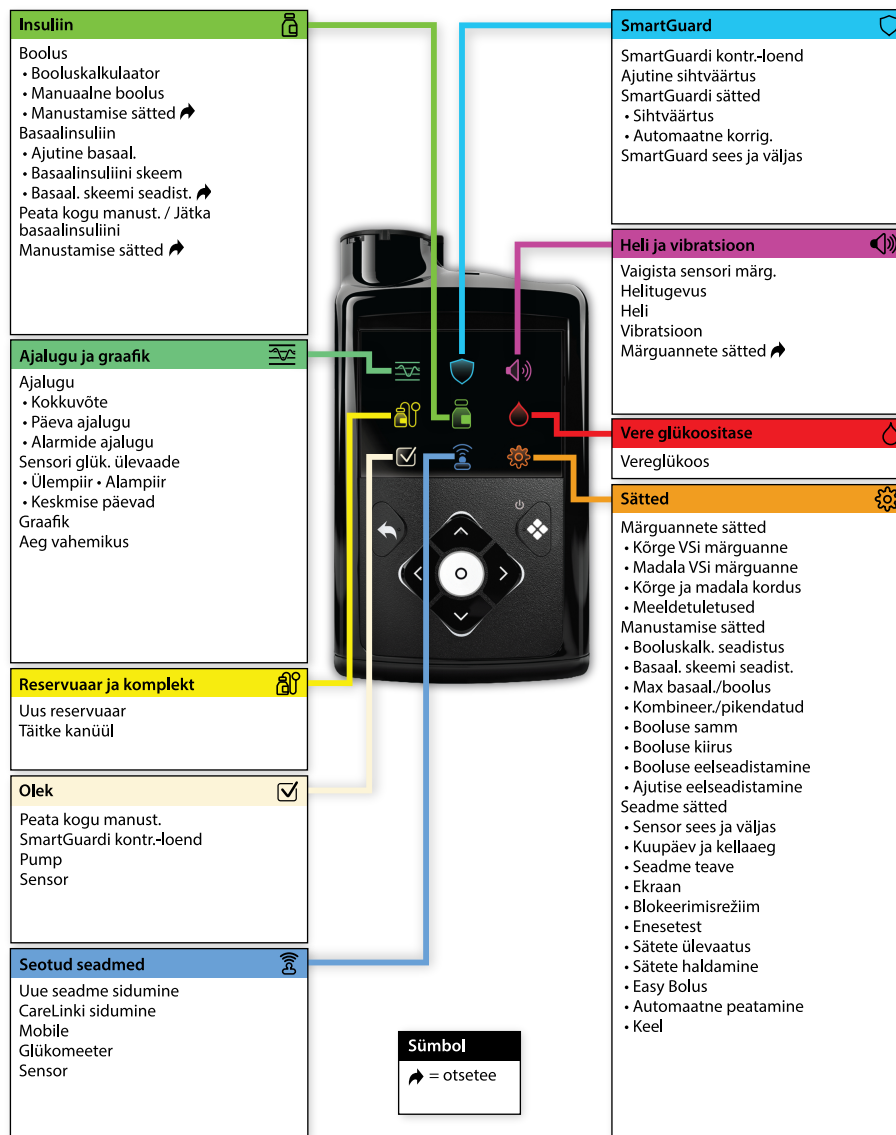 Insuliin
Boolus
• Booluskalkulaator
• Manuaalne boolus
• Manustamise sätted
Basaalinsuliin
• Ajutine basaal.
• Basaalinsuliini skeem
• Basaal. skeemi seadist.
Peata kogu manust. / Jätka
basaalinsuliini
Manustamise sätted
Ajalugu ja graafik
Ajalugu
• Kokkuvõte
• Päeva ajalugu
• Alarmide ajalugu
Sensori glük. ülevaade
• Ülempiir • Alampiir
• Keskmise päevad
Graafik
Aeg vahemikus
Reservuaar ja komplekt
Uus reservuaar
Täitke kanüül
Olek
Peata kogu manust.
SmartGuardi kontr.-loend
Pump
Sensor
Seotud seadmed
Uue seadme sidumine
CareLinki sidumine
Mobile
Glükomeeter
Sensor
SmartGuard
SmartGuardi kontr.-loend
Ajutine sihtväärtus
SmartGuardi sätted
• Sihtväärtus
• Automaatne korrig.
SmartGuard sees ja väljas
Heli ja vibratsioon
Vaigista sensori märg.
Helitugevus
Heli
Vibratsioon
Märguannete sätted
Vere glükoositase
Vereglükoos
Sätted
Märguannete sätted
• Kõrge VSi märguanne
• Madala VSi märguanne
• Kõrge ja madala kordus
• Meeldetuletused
Manustamise sätted
• Booluskalk. seadistus
• Basaal. skeemi seadist.
• Max basaal./boolus
• Kombineer./pikendatud
• Booluse samm
• Booluse kiirus
• Booluse eelseadistamine
• Ajutise eelseadistamine
Seadme sätted
• Sensor sees ja väljas
• Kuupäev ja kellaaeg
• Seadme teave
• Ekraan
• Blokeerimisrežiim
• Enesetest
• Sätete ülevaatus
• Sätete haldamine
• Easy Bolus
• Automaatne peatamine
• Keel
Sümbol
= otsetee